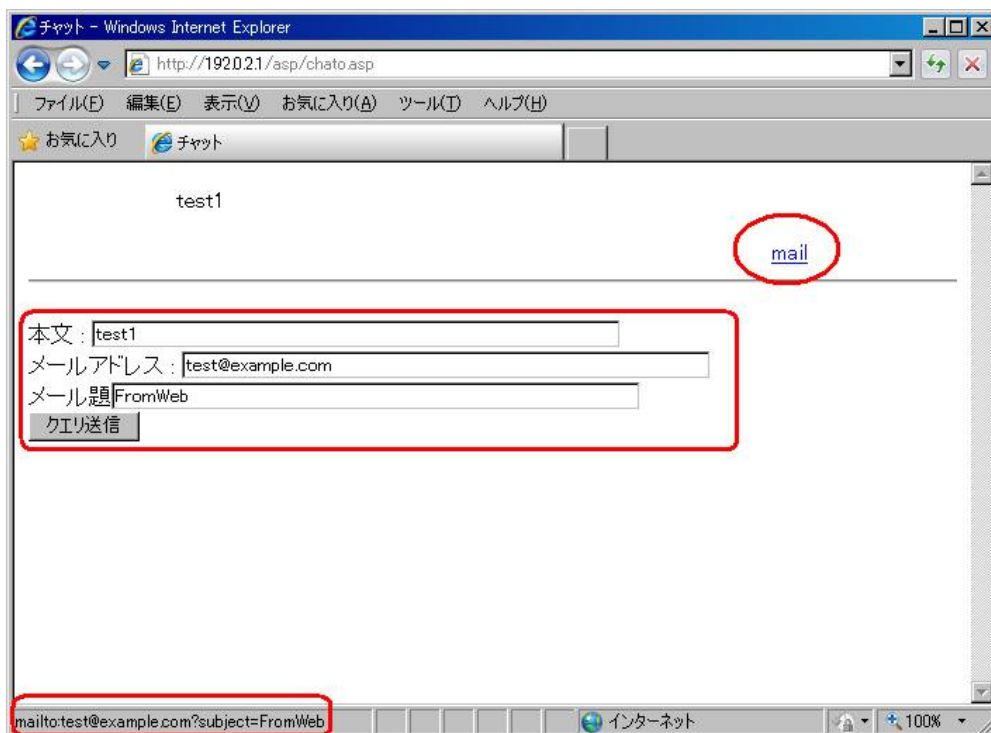 チャット - Windows Internet Explorer
http://192.0.2.1/asp/chato.asp
ファイル(F) 編集(E) 表示(V) お気に入り(A) ツール(T) ヘルプ(H)
お気に入り チャット
test1
mail
本文 : test1
メールアドレス : test@example.com
メール題 FromWeb
クエリ送信
mailto:test@example.com?subject=FromWeb インターネット 100%